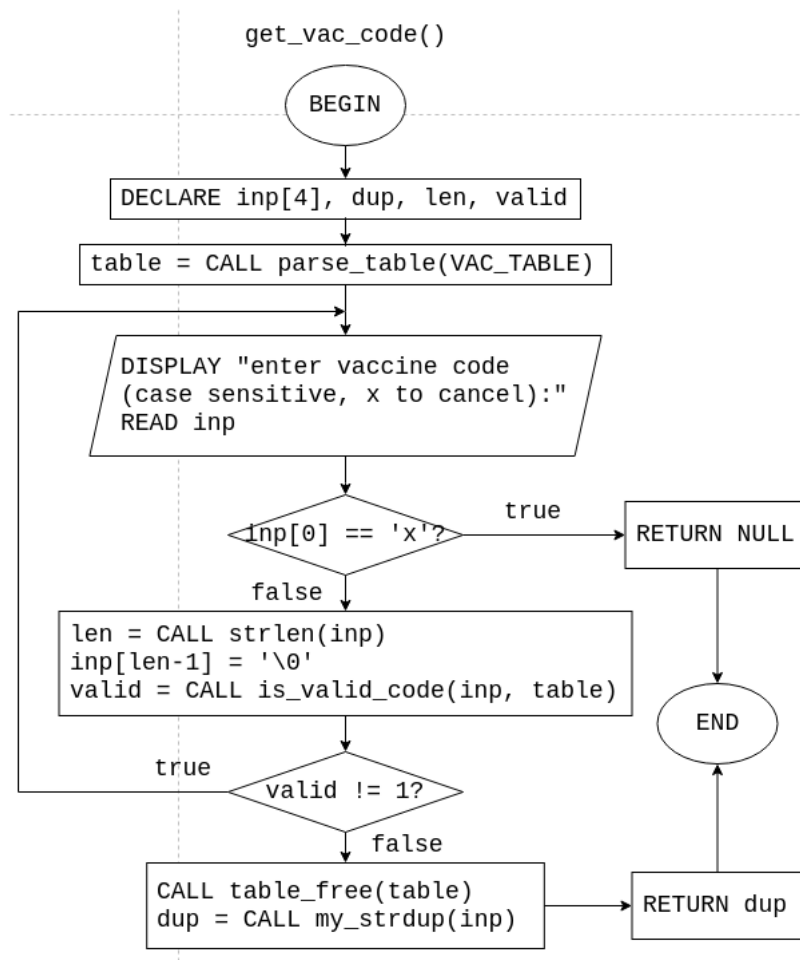 get_vac_code()
BEGIN
DECLARE inp[4], dup, len, valid
table = CALL parse_table(VAC_TABLE)
DISPLAY "enter vaccine code
(case sensitive, x to cancel):"
READ inp
inp[0] == 'x'?
true
RETURN NULL
false
len = CALL strlen(inp)
inp[len-1] = '\0'
valid = CALL is_valid_code(inp, table)
END
true
valid != 1?
false
CALL table_free(table)
dup = CALL my_strdup(inp)
RETURN dup